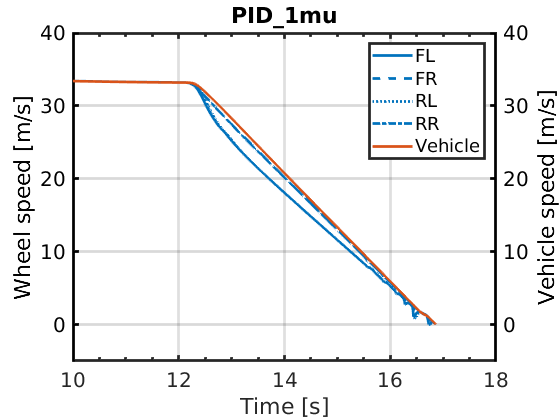 PID_1mu
40
30
20
10
0
Wheel speed [m/s]
FL
FR
RL
RR
Vehicle
40
30
20
10
0
Vehicle speed [m/s]
10 12 14 16 18
Time [s]